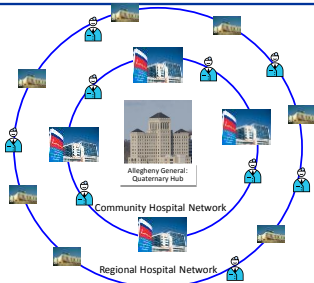 Allegheny General:
Quaternary Hub
Community Hospital Network
Regional Hospital Network